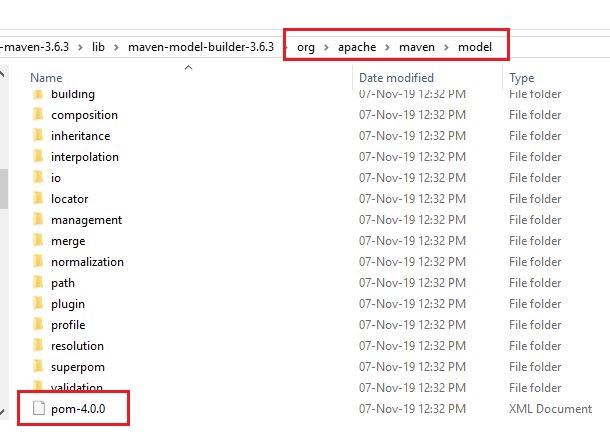 -maven-3.6.3 > lib > maven-model-builder-3.6.3 > org > apache > maven > model
Name Date modified Type
building 07-Nov-19 12:32 PM File folder
composition 07-Nov-19 12:32 PM File folder
inheritance 07-Nov-19 12:32 PM File folder
interpolation 07-Nov-19 12:32 PM File folder
io 07-Nov-19 12:32 PM File folder
locator 07-Nov-19 12:32 PM File folder
management 07-Nov-19 12:32 PM File folder
merge 07-Nov-19 12:32 PM File folder
normalization 07-Nov-19 12:32 PM File folder
path 07-Nov-19 12:32 PM File folder
plugin 07-Nov-19 12:32 PM File folder
profile 07-Nov-19 12:32 PM File folder
resolution 07-Nov-19 12:32 PM File folder
superpom 07-Nov-19 12:32 PM File folder
validation 07-Nov-19 12:32 PM File folder
pom-4.0.0 07-Nov-19 12:32 PM XML Document